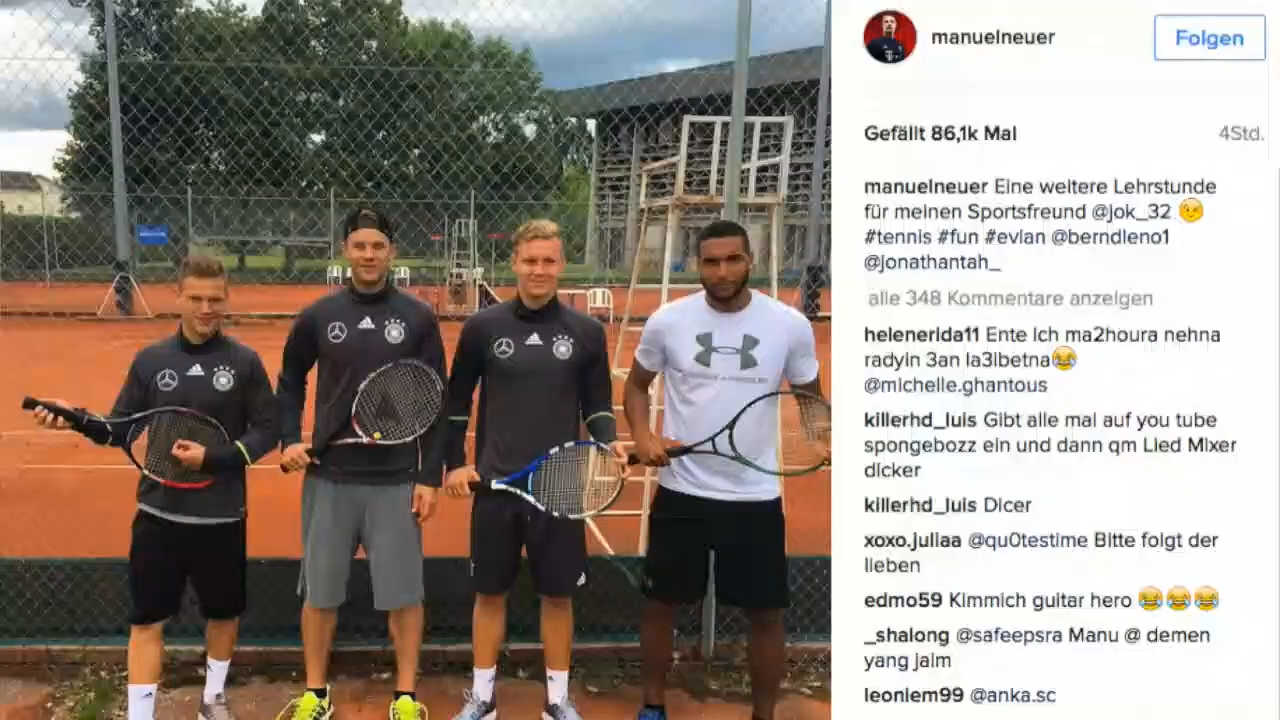 manuelneuer
Folgen
Gefällt 86,1k Mal
4Std.
manuelneuer Eine weitere Lehrstunde
für meinen Sportsfreund @jok_32 😉
#tennis #fun #evian @berndleno1
@jonathantah_
alle 348 Kommentare anzeigen
helenerida11 Ente Ich ma2houra nehna
radyin 3an la3ibetna😂
@michelle.ghantous
killerhd_luis Gibt alle mal auf you tube
spongebozz ein und dann qm Lied Mixer
dicker
killerhd_luis Dicer
xoxo.juliaa @qu0testime Bitte folgt der
lieben
edmo59 Kimmich guitar hero 😂😂😂
_shalong @safeepsra Manu @ demen
yang jaim
leoniem99 @anka.sc